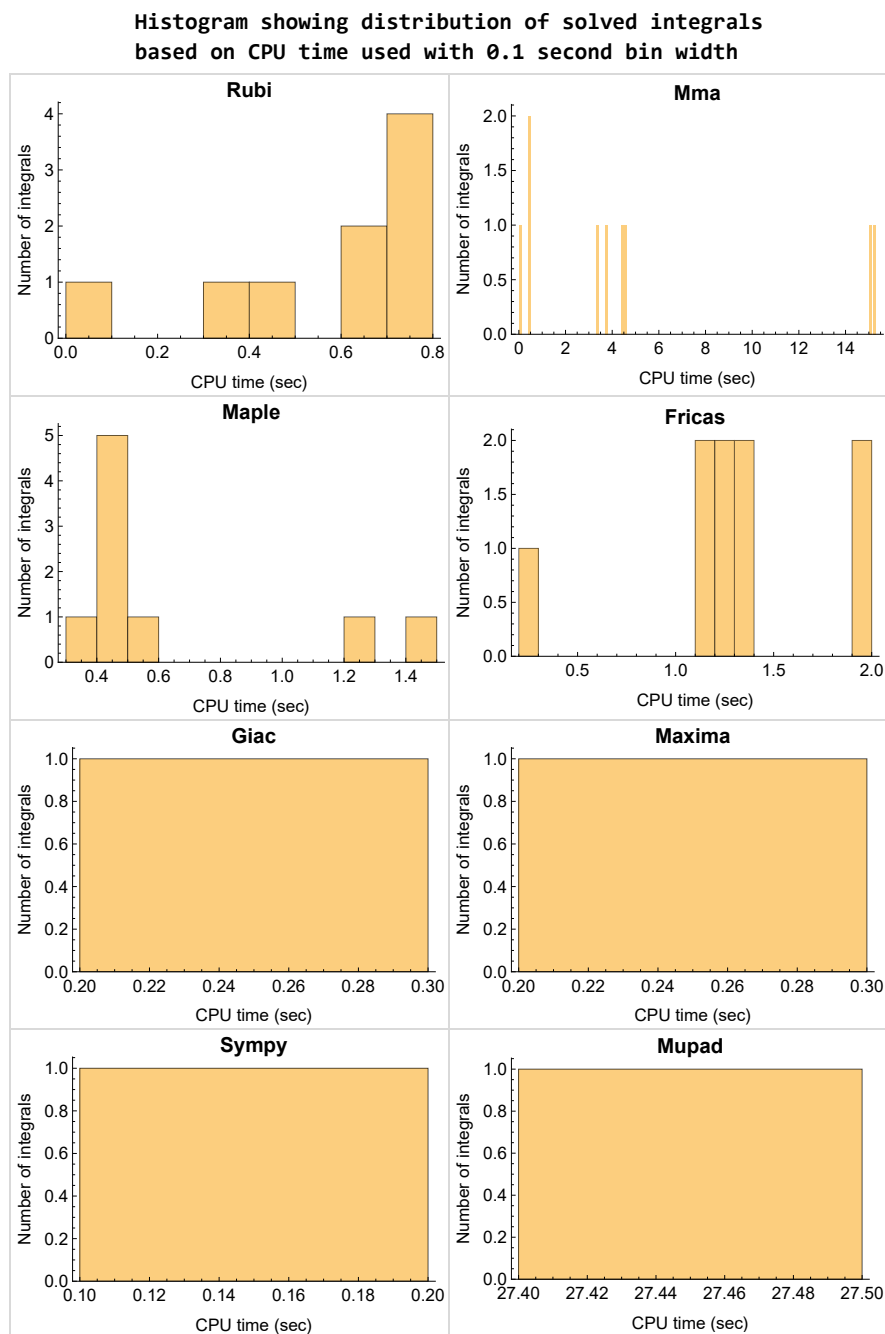 Histogram showing distribution of solved integrals
based on CPU time used with 0.1 second bin width
Rubi
Number of integrals
4
3
2
1
0
0.0 0.2 0.4 0.6 0.8
CPU time (sec)
Mma
Number of integrals
2.0
1.5
1.0
0.5
0.0
0 2 4 6 8 10 12 14
CPU time (sec)
Maple
Number of integrals
5
4
3
2
1
0
0.4 0.6 0.8 1.0 1.2 1.4
CPU time (sec)
Fricas
Number of integrals
2.0
1.5
1.0
0.5
0.0
0.5 1.0 1.5 2.0
CPU time (sec)
Giac
Number of integrals
1.0
0.8
0.6
0.4
0.2
0.0
0.20 0.22 0.24 0.26 0.28 0.30
CPU time (sec)
Maxima
Number of integrals
1.0
0.8
0.6
0.4
0.2
0.0
0.20 0.22 0.24 0.26 0.28 0.30
CPU time (sec)
Sympy
Number of integrals
1.0
0.8
0.6
0.4
0.2
0.0
0.10 0.12 0.14 0.16 0.18 0.20
CPU time (sec)
Mupad
Number of integrals
1.0
0.8
0.6
0.4
0.2
0.0
27.40 27.42 27.44 27.46 27.48 27.50
CPU time (sec)